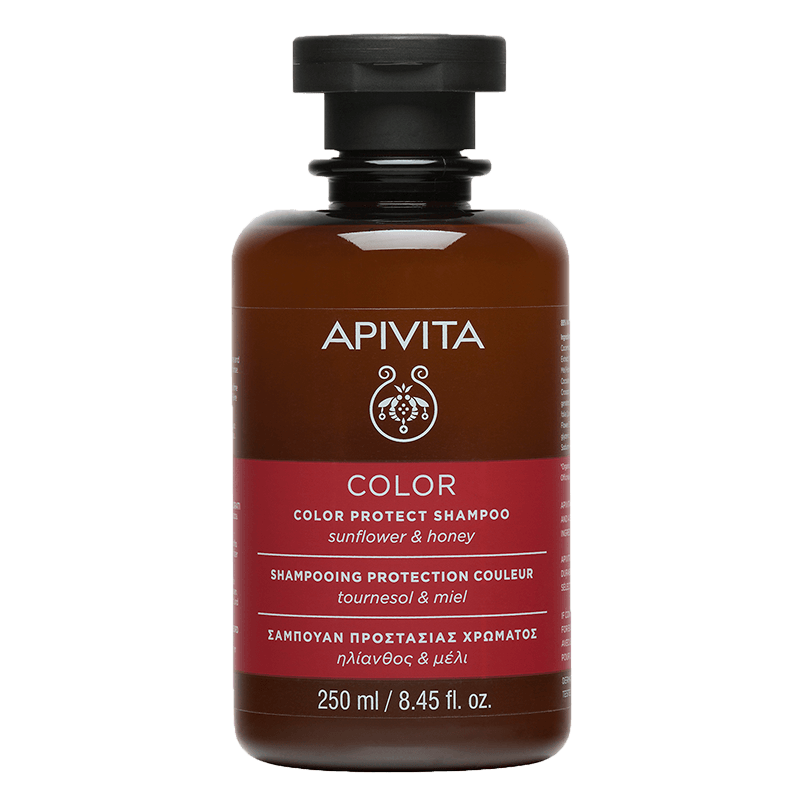 APIVITA
COLOR
COLOR PROTECT SHAMPOO
sunflower & honey
SHAMPOOING PROTECTION COULEUR
tournesol & miel
ΣΑΜΠΟΥΑΝ ΠΡΟΣΤΑΣΙΑΣ ΧΡΩΜΑΤΟΣ
ηλίανθος & μέλι
250 ml / 8.45 fl. oz.